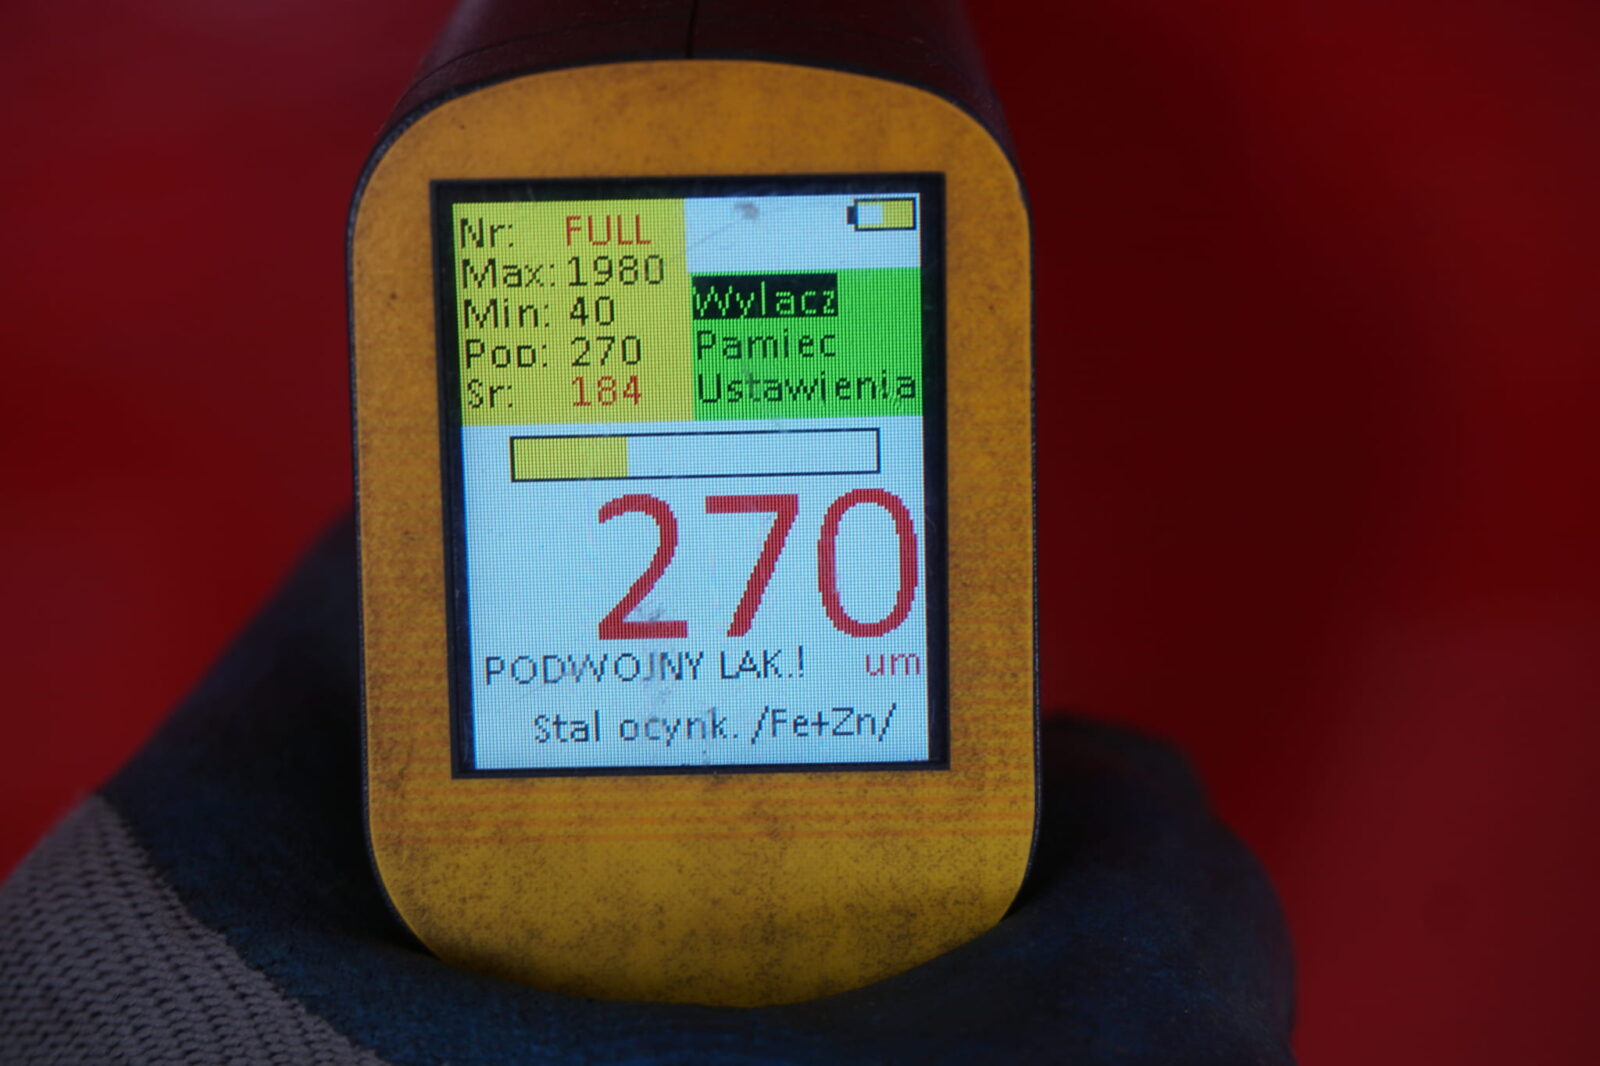 Nr: FULL
Max: 1980
Min: 40
Pop: 270
Sr: 184
Wylacz
Pamiec
Ustawienia
270
PODWOJNY LAK.! um
Stal ocynk. /Fe+Zn/